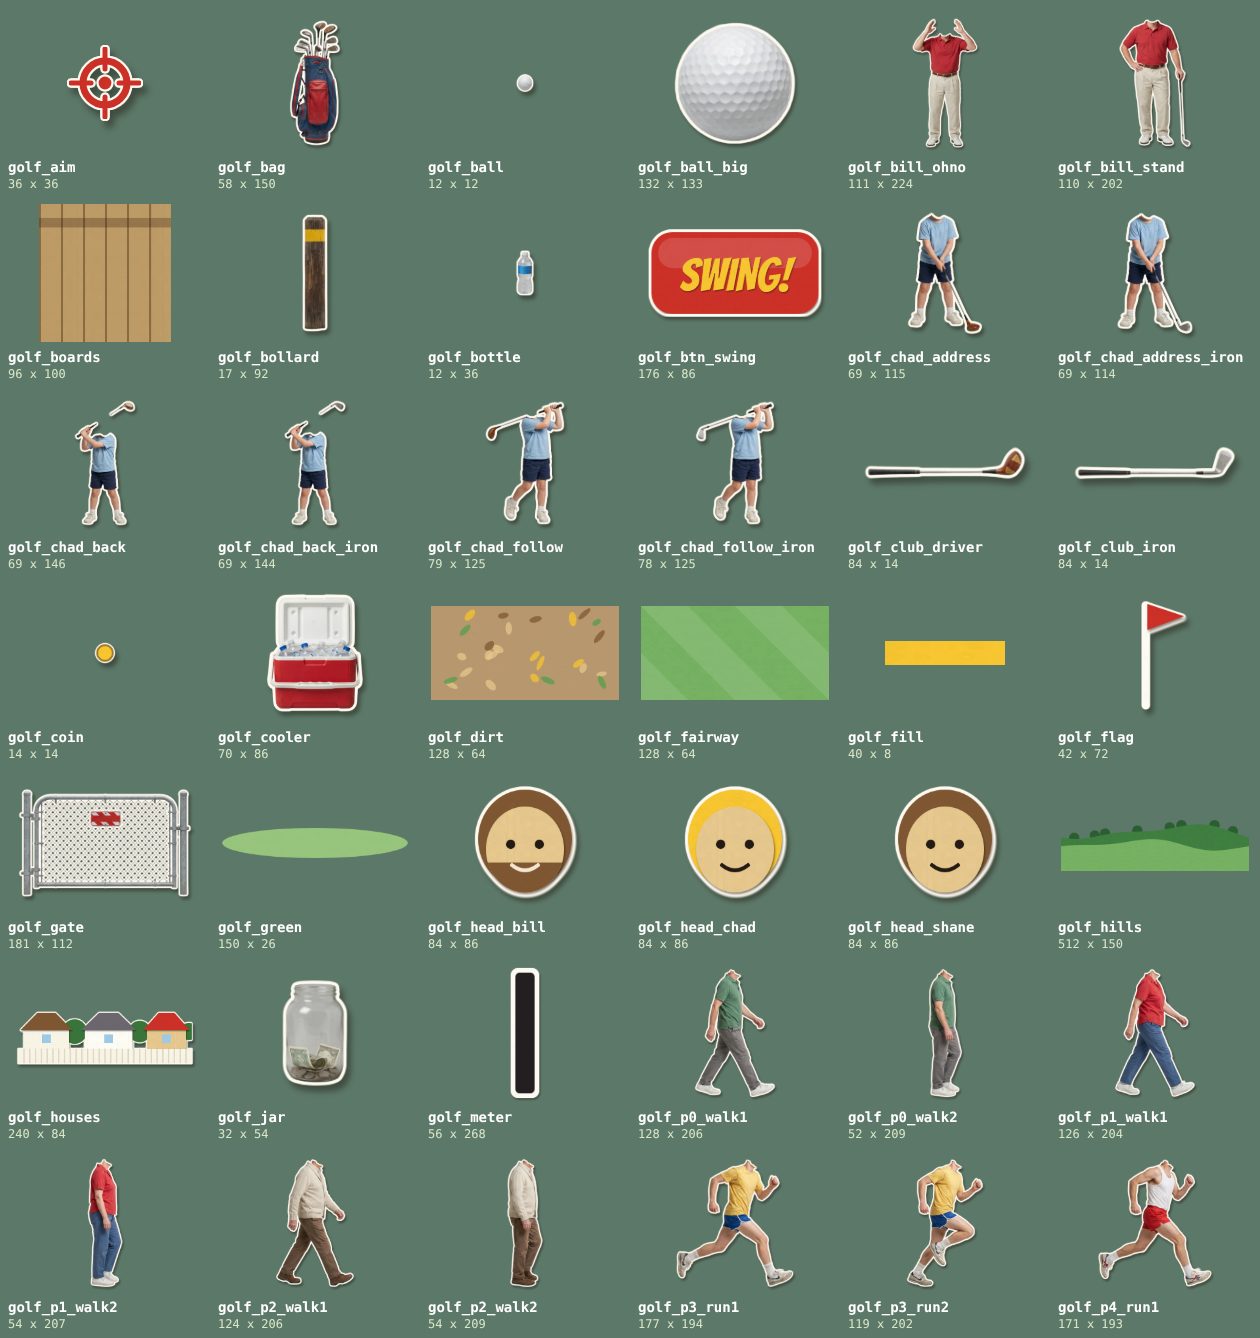 golf_aim
36 x 36
golf_bag
58 x 150
golf_ball
12 x 12
golf_ball_big
132 x 133
golf_bill_ohno
111 x 224
golf_bill_stand
110 x 202
golf_boards
96 x 100
golf_bollard
17 x 92
golf_bottle
12 x 36
SWING!
golf_btn_swing
176 x 86
golf_chad_address
69 x 115
golf_chad_address_iron
69 x 114
golf_chad_back
69 x 146
golf_chad_back_iron
69 x 144
golf_chad_follow
79 x 125
golf_chad_follow_iron
78 x 125
golf_club_driver
84 x 14
golf_club_iron
84 x 14
golf_coin
14 x 14
golf_cooler
70 x 86
golf_dirt
128 x 64
golf_fairway
128 x 64
golf_fill
40 x 8
golf_flag
42 x 72
golf_gate
181 x 112
golf_green
150 x 26
golf_head_bill
84 x 86
golf_head_chad
84 x 86
golf_head_shane
84 x 86
golf_hills
512 x 150
golf_houses
240 x 84
golf_jar
32 x 54
golf_meter
56 x 268
golf_p0_walk1
128 x 206
golf_p0_walk2
52 x 209
golf_p1_walk1
126 x 204
golf_p1_walk2
54 x 207
golf_p2_walk1
124 x 206
golf_p2_walk2
54 x 209
golf_p3_run1
177 x 194
golf_p3_run2
119 x 202
golf_p4_run1
171 x 193